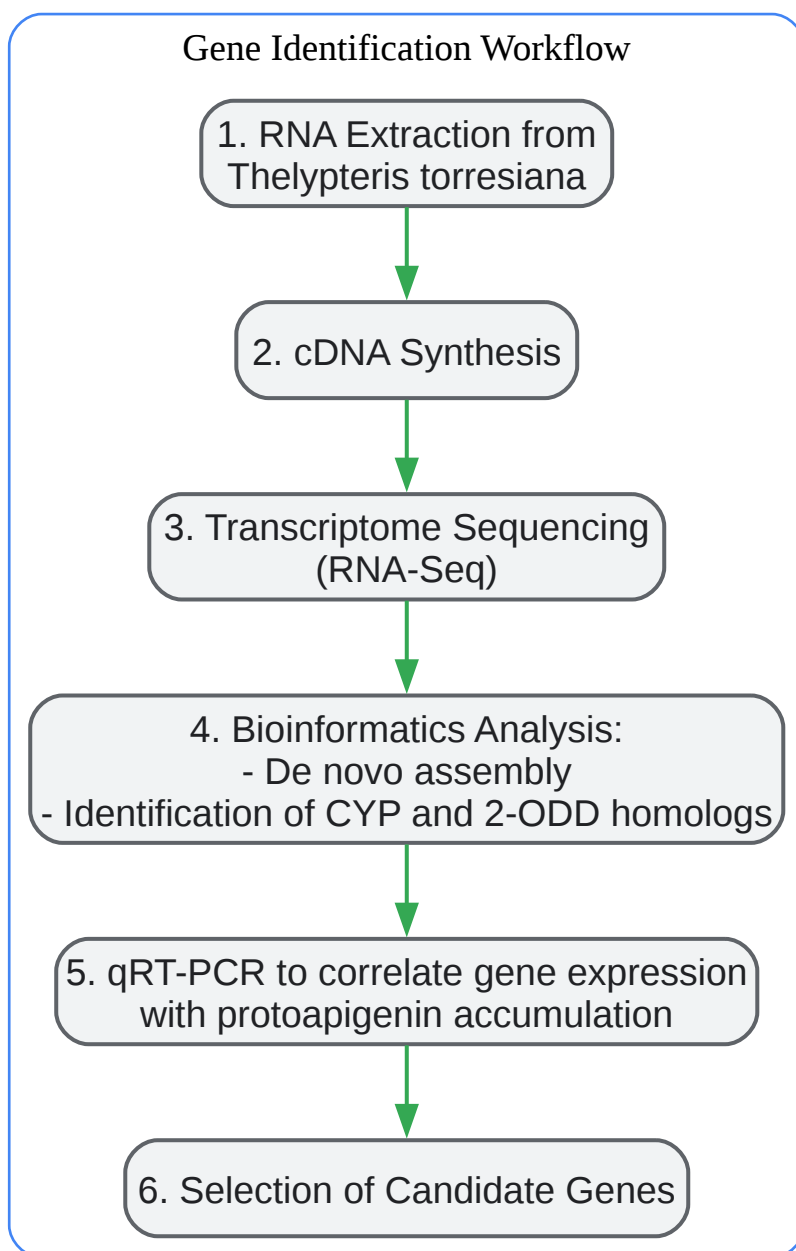 Gene Identification Workflow
1. RNA Extraction from
Thelypteris torresiana
2. cDNA Synthesis
3. Transcriptome Sequencing
(RNA-Seq)
4. Bioinformatics Analysis:
- De novo assembly
- Identification of CYP and 2-ODD homologs
5. qRT-PCR to correlate gene expression
with protoapigenin accumulation
6. Selection of Candidate Genes